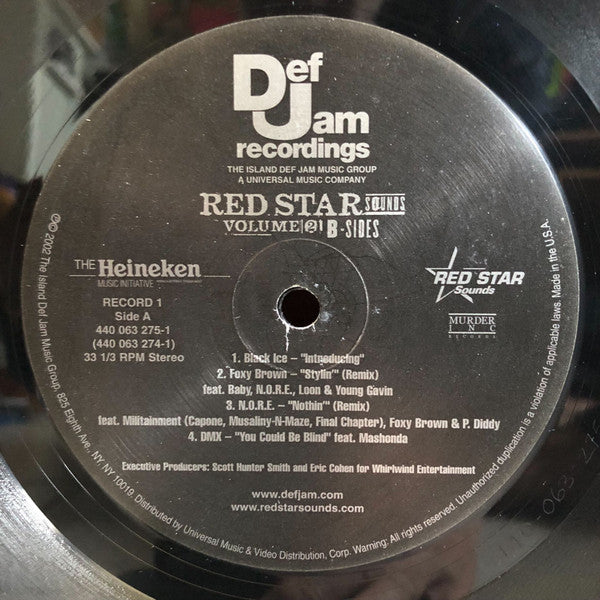 Def
Jam
recordings
THE ISLAND DEF JAM MUSIC GROUP
A UNIVERSAL MUSIC COMPANY
RED STAR SOUNDS
VOLUME 2 B-SIDES
THE Heineken
MUSIC INITIATIVE
RED STAR
Sounds
MURDER
INC
RECORDS
RECORD 1
Side A
440 063 275-1
(440 063 274-1)
33 1/3 RPM Stereo
1. Black Ice – "Introducing"
2. Foxy Brown – "Stylin'" (Remix)
feat. Baby, N.O.R.E., Loon & Young Gavin
3. N.O.R.E. – "Nothin'" (Remix)
feat. Militainment (Capone, Musaliny-N-Maze, Final Chapter), Foxy Brown & P. Diddy
4. DMX – "You Could Be Blind" feat. Mashonda
Executive Producers: Scott Hunter Smith and Eric Cohen for Whirlwind Entertainment
www.defjam.com
www.redstarsounds.com
℗© 2002 The Island Def Jam Music Group, 825 Eighth Ave., NY, NY 10019. Distributed by Universal Music & Video Distribution, Corp. Warning: All rights reserved. Unauthorized duplication is a violation of applicable laws. Made in U.S.A.